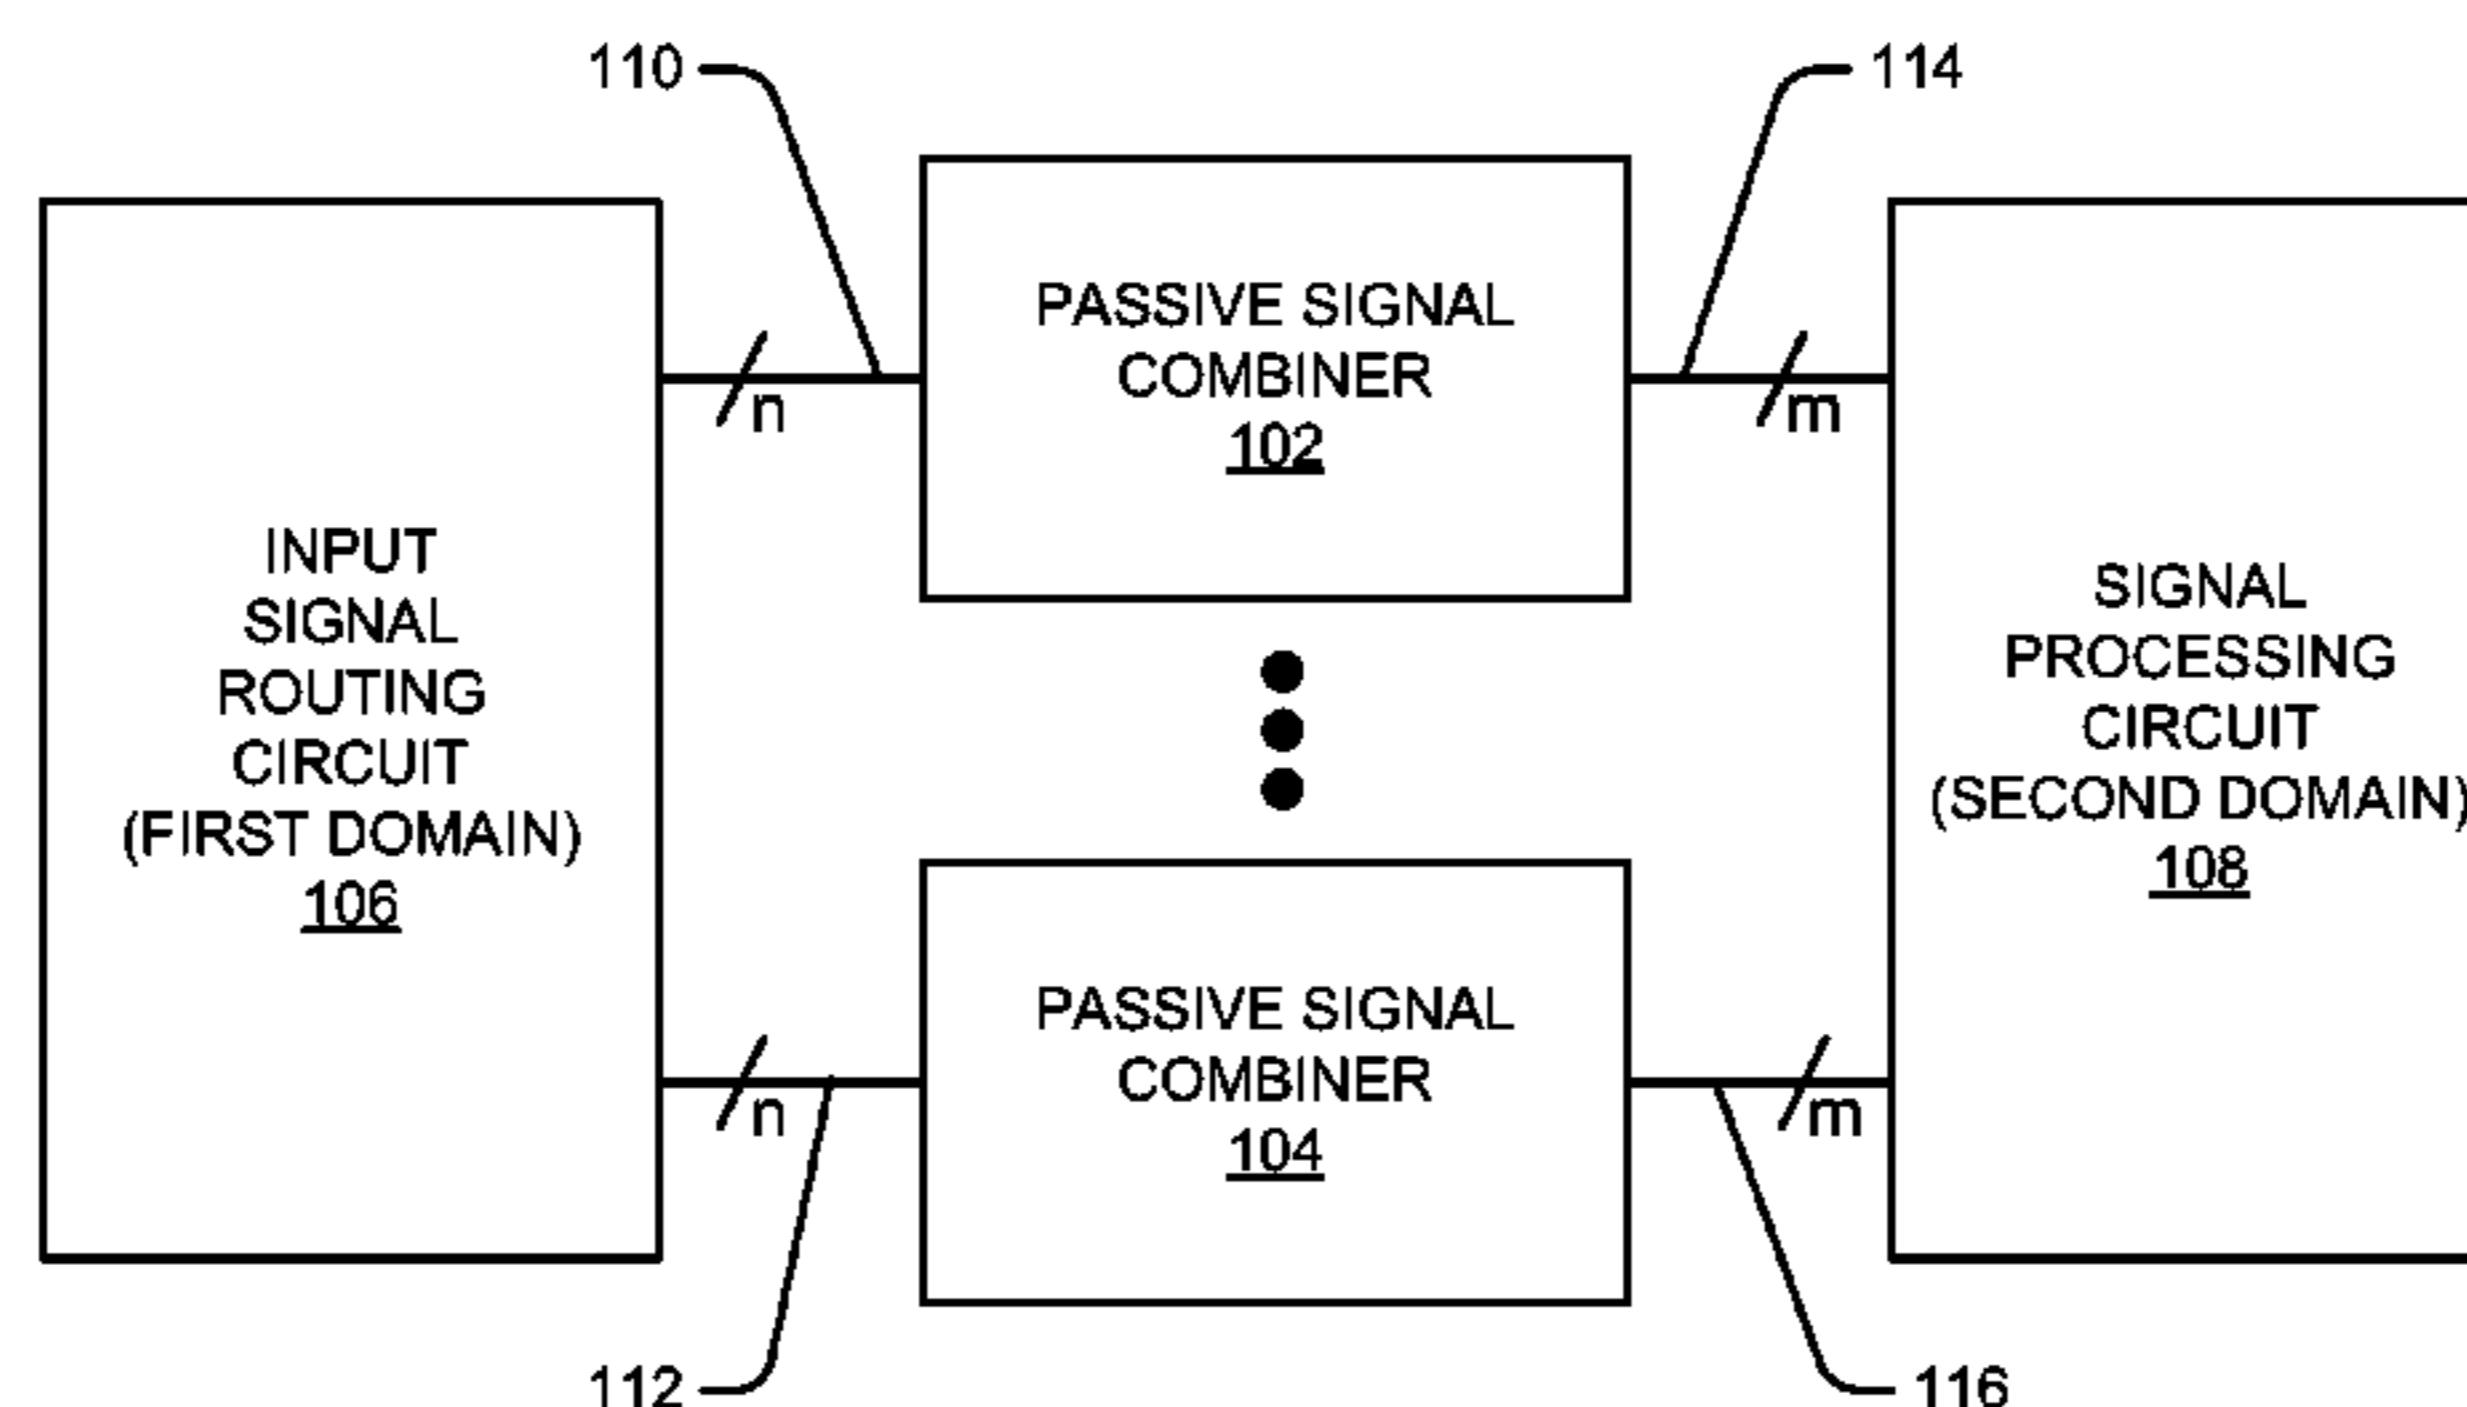 110
114
PASSIVE SIGNAL
COMBINER
102
n
m
INPUT
SIGNAL
ROUTING
CIRCUIT
(FIRST DOMAIN)
106
SIGNAL
PROCESSING
CIRCUIT
(SECOND DOMAIN)
108
PASSIVE SIGNAL
COMBINER
104
n
m
112
116